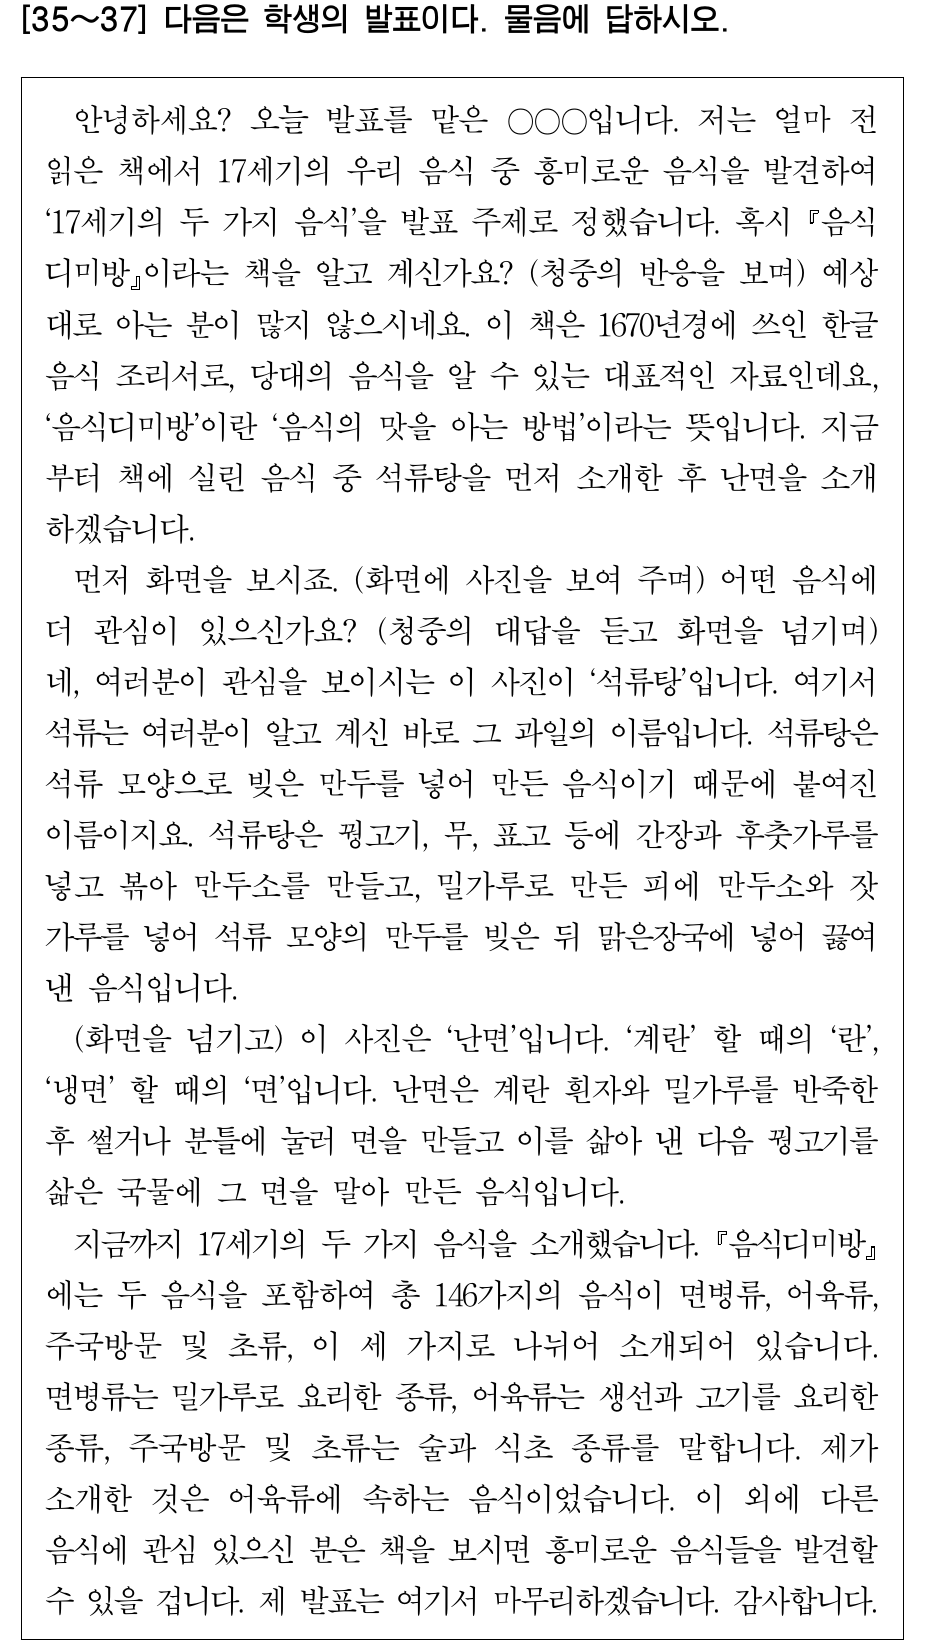 [35～37] 다음은 학생의 발표이다. 물음에 답하시오.
안녕하세요? 오늘 발표를 맡은 ○○○입니다. 저는 얼마 전
읽은 책에서 17세기의 우리 음식 중 흥미로운 음식을 발견하여
‘17세기의 두 가지 음식’을 발표 주제로 정했습니다. 혹시 『음식
디미방』이라는 책을 알고 계신가요? (청중의 반응을 보며) 예상
대로 아는 분이 많지 않으시네요. 이 책은 1670년경에 쓰인 한글
음식 조리서로, 당대의 음식을 알 수 있는 대표적인 자료인데요,
‘음식디미방’이란 ‘음식의 맛을 아는 방법’이라는 뜻입니다. 지금
부터 책에 실린 음식 중 석류탕을 먼저 소개한 후 난면을 소개
하겠습니다.
먼저 화면을 보시죠. (화면에 사진을 보여 주며) 어떤 음식에
더 관심이 있으신가요? (청중의 대답을 듣고 화면을 넘기며)
네, 여러분이 관심을 보이시는 이 사진이 ‘석류탕’입니다. 여기서
석류는 여러분이 알고 계신 바로 그 과일의 이름입니다. 석류탕은
석류 모양으로 빚은 만두를 넣어 만든 음식이기 때문에 붙여진
이름이지요. 석류탕은 꿩고기, 무, 표고 등에 간장과 후춧가루를
넣고 볶아 만두소를 만들고, 밀가루로 만든 피에 만두소와 잣
가루를 넣어 석류 모양의 만두를 빚은 뒤 맑은장국에 넣어 끓여
낸 음식입니다.
(화면을 넘기고) 이 사진은 ‘난면’입니다. ‘계란’ 할 때의 ‘란’,
‘냉면’ 할 때의 ‘면’입니다. 난면은 계란 흰자와 밀가루를 반죽한
후 썰거나 분틀에 눌러 면을 만들고 이를 삶아 낸 다음 꿩고기를
삶은 국물에 그 면을 말아 만든 음식입니다.
지금까지 17세기의 두 가지 음식을 소개했습니다. 『음식디미방』
에는 두 음식을 포함하여 총 146가지의 음식이 면병류, 어육류,
주국방문 및 초류, 이 세 가지로 나뉘어 소개되어 있습니다.
면병류는 밀가루로 요리한 종류, 어육류는 생선과 고기를 요리한
종류, 주국방문 및 초류는 술과 식초 종류를 말합니다. 제가
소개한 것은 어육류에 속하는 음식이었습니다. 이 외에 다른
음식에 관심 있으신 분은 책을 보시면 흥미로운 음식들을 발견할
수 있을 겁니다. 제 발표는 여기서 마무리하겠습니다. 감사합니다.